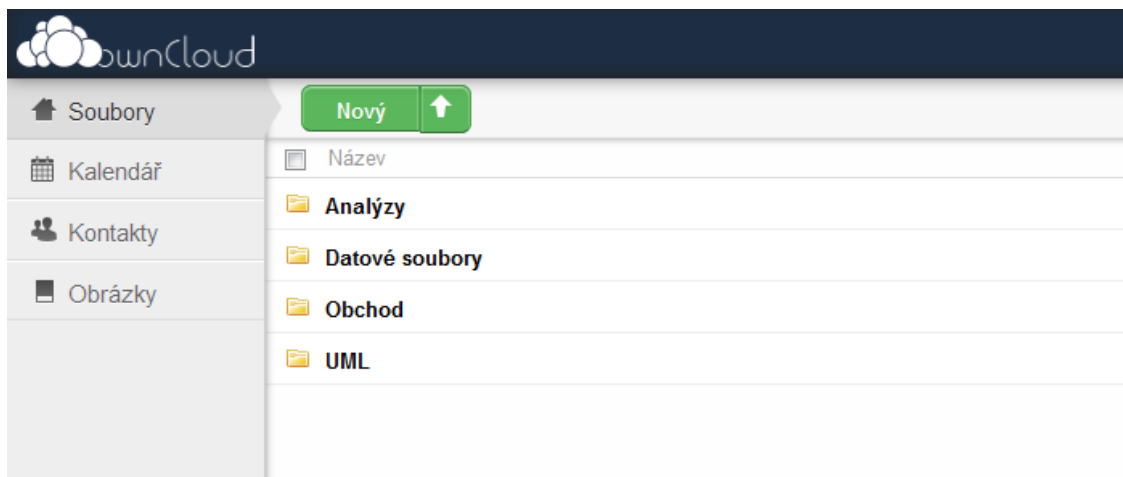 ownCloud
Soubory
Nový
Kalendář
Název
Kontakty
Analýzy
Obrázky
Datové soubory
Obchod
UML